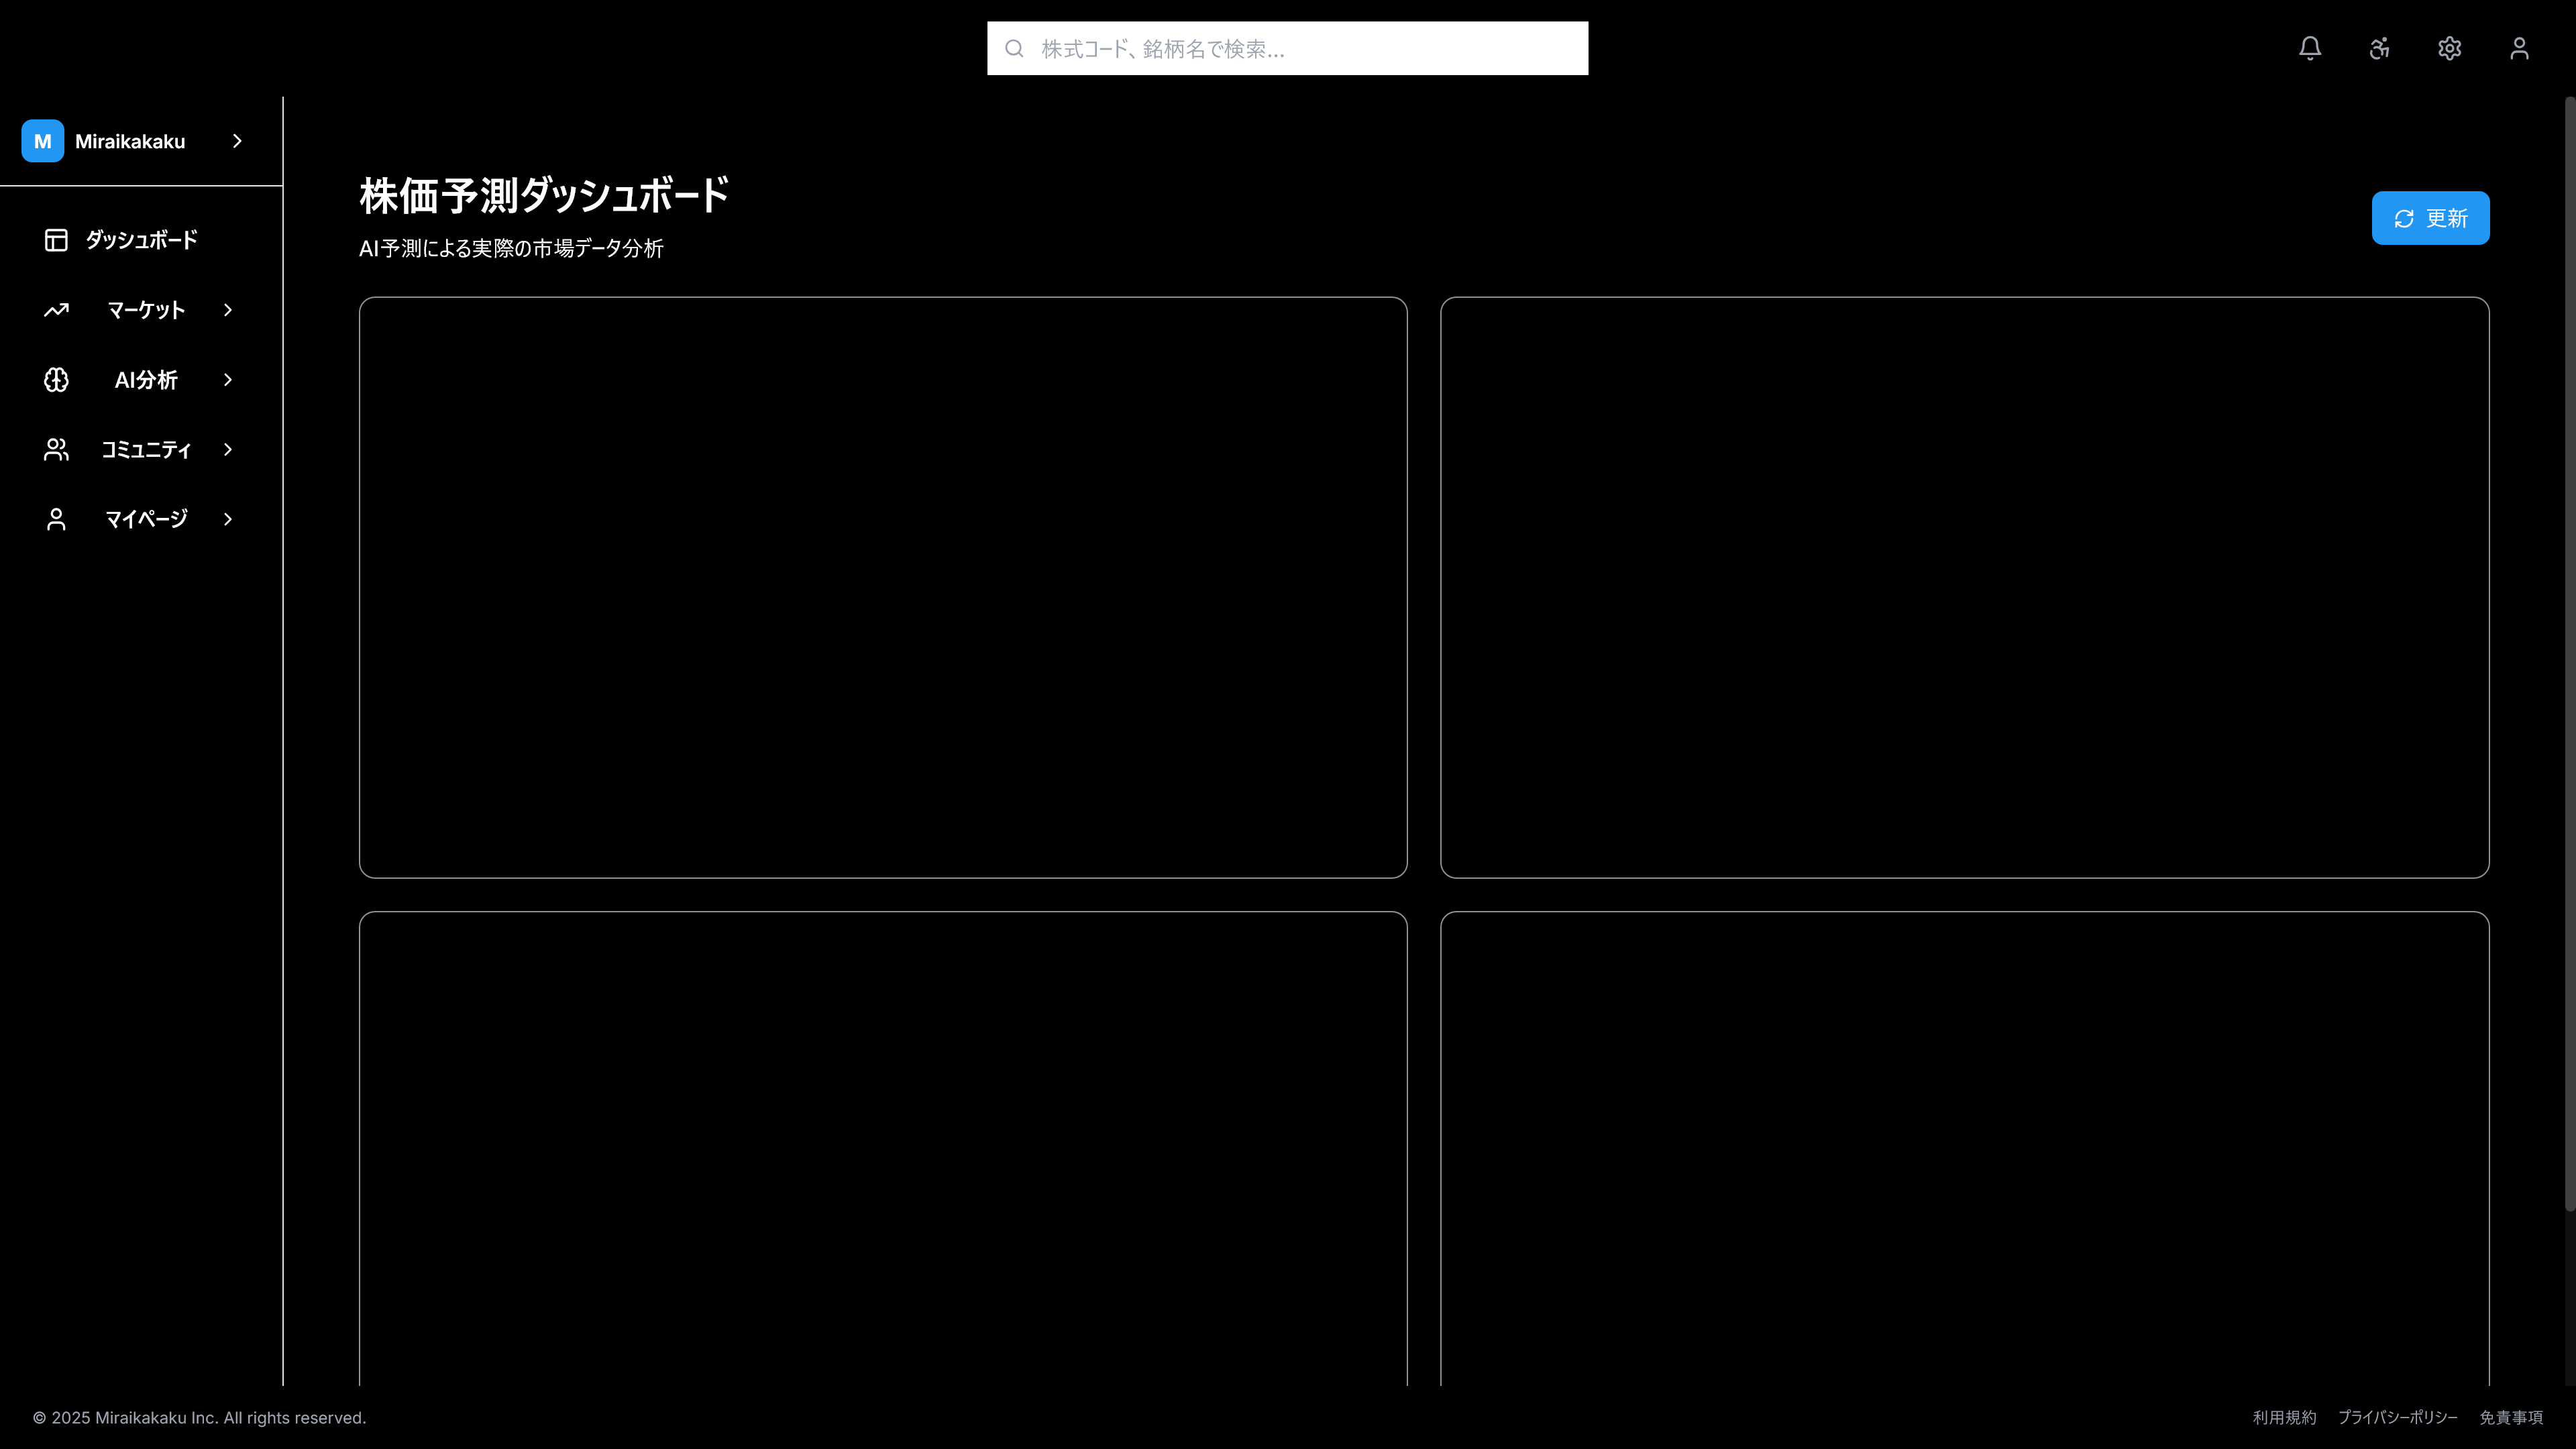 株式コード、銘柄名で検索...
M Miraikakaku
ダッシュボード
マーケット
AI分析
コミュニティ
マイページ
株価予測ダッシュボード
AI予測による実際の市場データ分析
更新
© 2025 Miraikakaku Inc. All rights reserved.
利用規約 プライバシーポリシー 免責事項